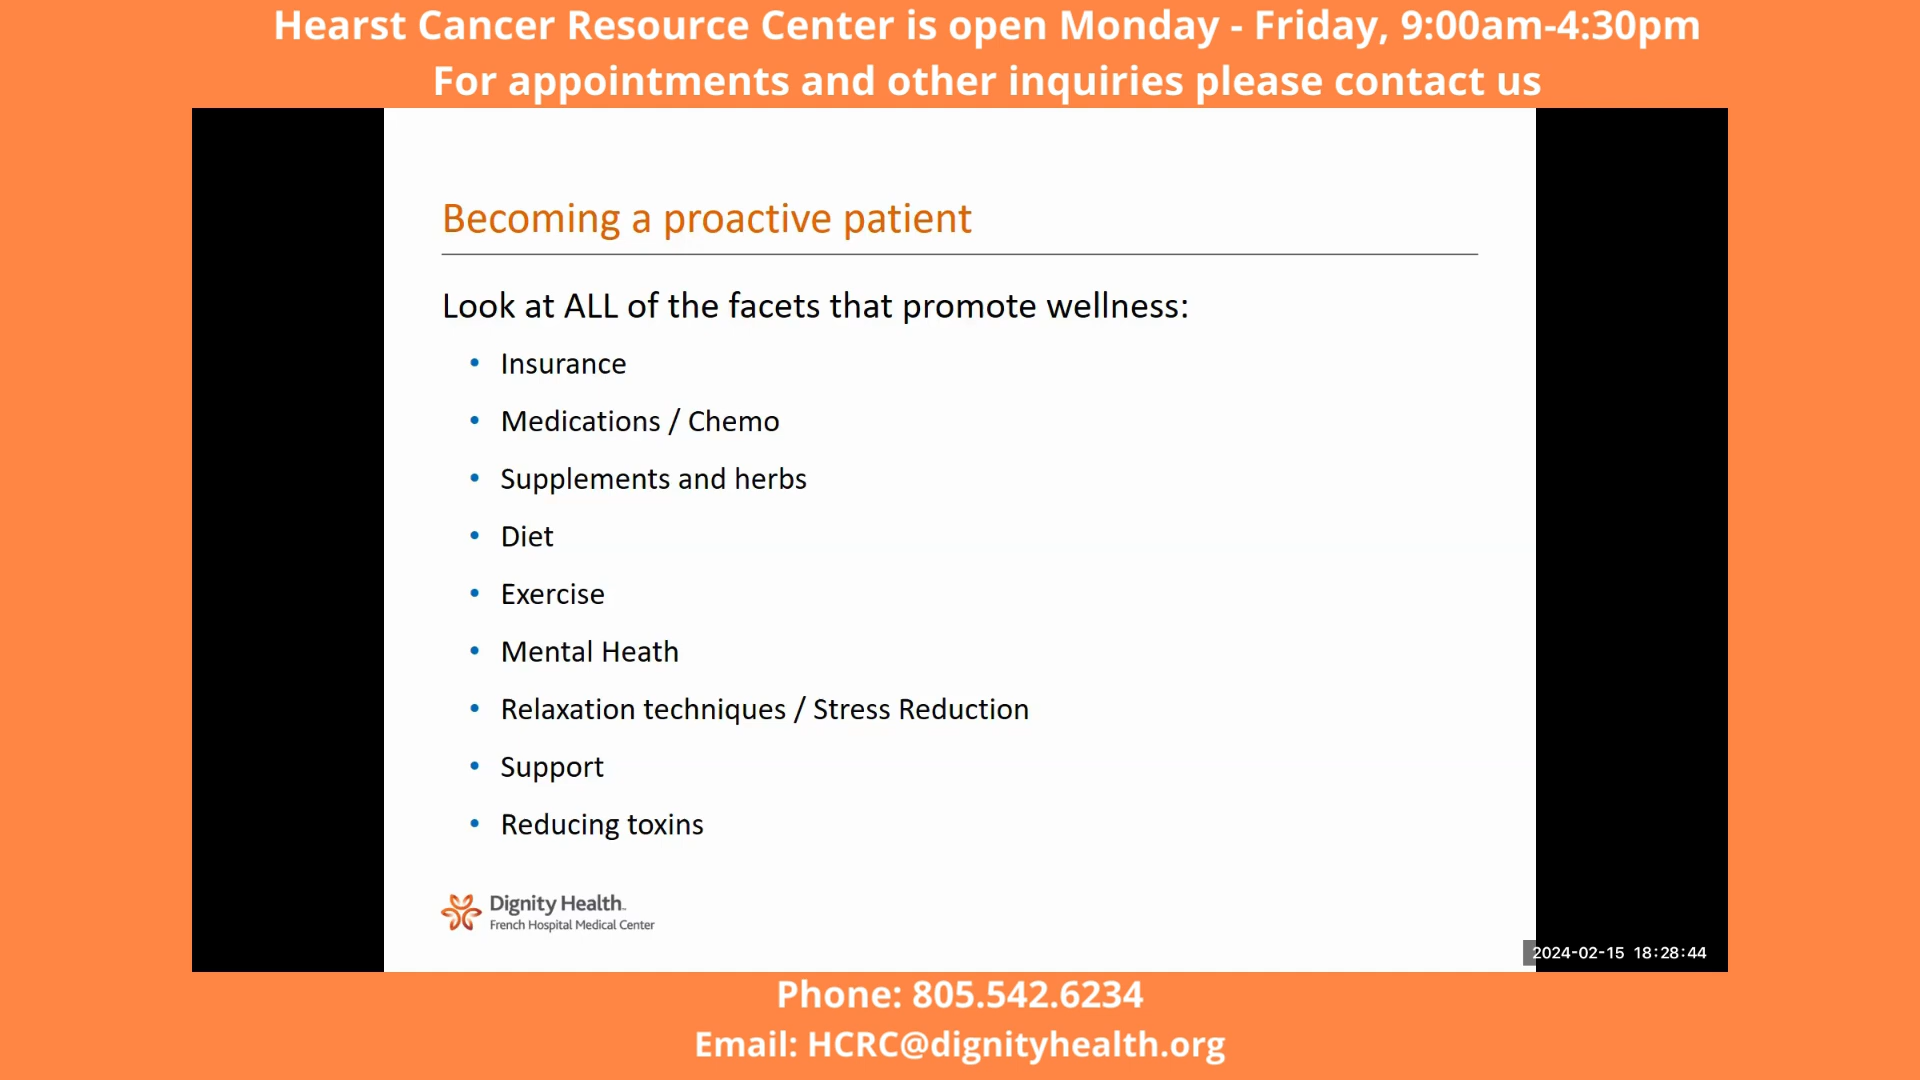 Hearst Cancer Resource Center is open Monday - Friday, 9:00am-4:30pm
For appointments and other inquiries please contact us
Becoming a proactive patient
Look at ALL of the facets that promote wellness:
• Insurance
• Medications / Chemo
• Supplements and herbs
• Diet
• Exercise
• Mental Heath
• Relaxation techniques / Stress Reduction
• Support
• Reducing toxins
Dignity Health™
French Hospital Medical Center
2024-02-15 18:28:44
Phone: 805.542.6234
Email: HCRC@dignityhealth.org